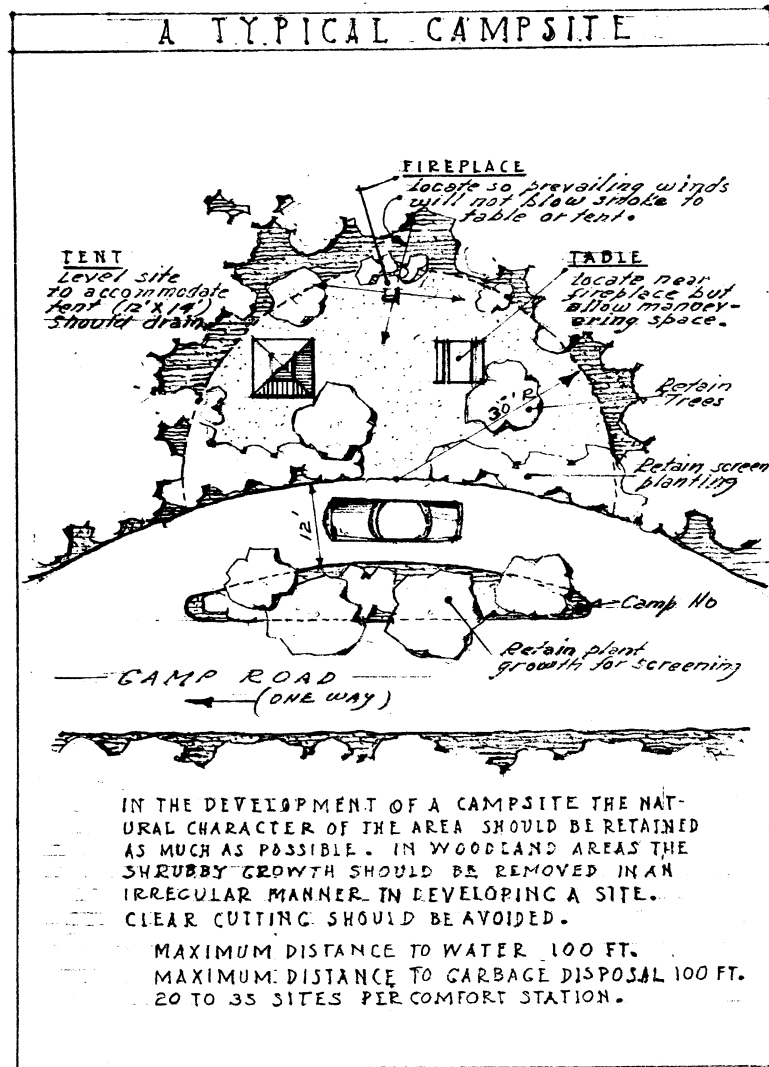 A TYPICAL CAMPSITE
FIREPLACE
Locate so prevailing winds
will not blow smoke to
table or tent.
TENT
Level site
to accommodate
tent (12'X 14')
should drain.
TABLE
Locate near
fireplace but
allow maneuv-
ering space.
30'-R
Retain
Trees
Retain screen
planting
12'
Camp No
Retain plant
growth for screening
CAMP ROAD
(ONE WAY)
IN THE DEVELOPMENT OF A CAMPSITE THE NAT-
URAL CHARACTER OF THE AREA SHOULD BE RETAINED
AS MUCH AS POSSIBLE. IN WOODLAND AREAS THE
SHRUBBY GROWTH SHOULD BE REMOVED IN AN
IRREGULAR MANNER IN DEVELOPING A SITE.
CLEAR CUTTING SHOULD BE AVOIDED.
MAXIMUM DISTANCE TO WATER 100 FT.
MAXIMUM DISTANCE TO GARBAGE DISPOSAL 100 FT.
20 TO 35 SITES PER COMFORT STATION.